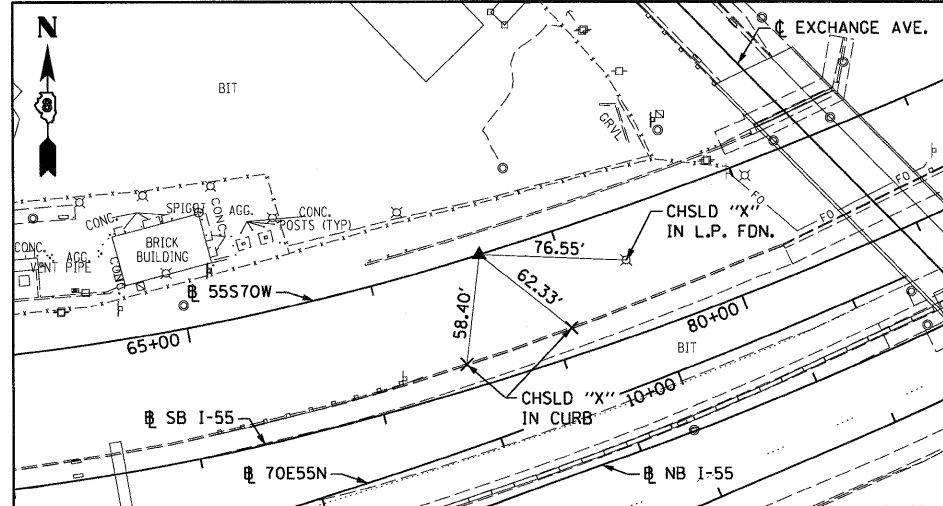 N
8
BIT
℄ EXCHANGE AVE.
GRVL
FO
FO
FO
SPIGOT
CONC.
CONC.
AGG.
CONC.
POSTS (TYP)
BRICK
BUILDING
CONC.
AGG.
VENT PIPE
CONC
CHSLD "X"
IN L.P. FDN.
76.55'
62.33'
58.40'
B̲L 55S70W
65+00
80+00
BIT
10+00
CHSLD "X"
IN CURB
B̲L SB I-55
B̲L 70E55N
B̲L NB I-55